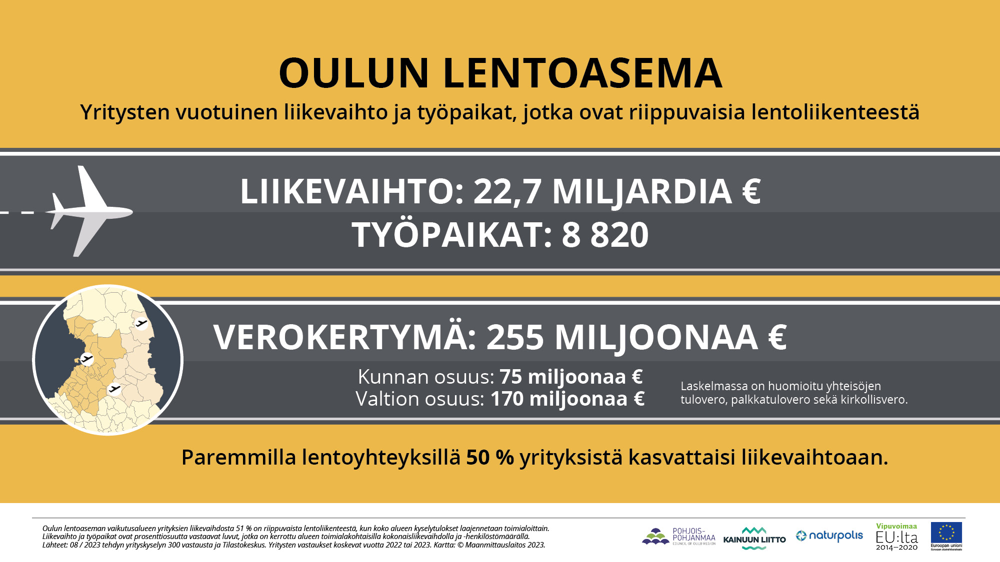 OULUN LENTOASEMA
Yritysten vuotuinen liikevaihto ja työpaikat, jotka ovat riippuvaisia lentoliikenteestä
LIIKEVAIHTO: 22,7 MILJARDIA €
TYÖPAIKAT: 8 820
VEROKERTYMÄ: 255 MILJOONAA €
Kunnan osuus: 75 miljoonaa €
Valtion osuus: 170 miljoonaa €
Laskelmassa on huomioitu yhteisöjen
tulovero, palkkatulovero sekä kirkollisvero.
Paremmilla lentoyhteyksillä 50 % yrityksistä kasvattaisi liikevaihtoaan.
Oulun lentoaseman vaikutusalueen yrityksien liikevaihdosta 51 % on riippuvaista lentoliikenteestä, kun koko alueen kyselytulokset laajennetaan toimialoittain.
Liikevaihto ja työpaikat ovat prosenttiosuutta vastaavat luvut, jotka on kerrottu alueen toimialakohtaisilla kokonaisliikevaihdolla ja -henkilöstömäärällä.
Lähteet: 08 / 2023 tehdyn yrityskyselyn 300 vastausta ja Tilastokeskus. Yritysten vastaukset koskevat vuotta 2022 tai 2023. Kartta: © Maanmittauslaitos 2023.
POHJOIS-
POHJANMAA
COUNCIL OF OULU REGION
KAINUUN LIITTO
naturpolis
Vipuvoimaa
EU:lta
2014–2020
Euroopan unioni
Euroopan aluekehitysrahasto